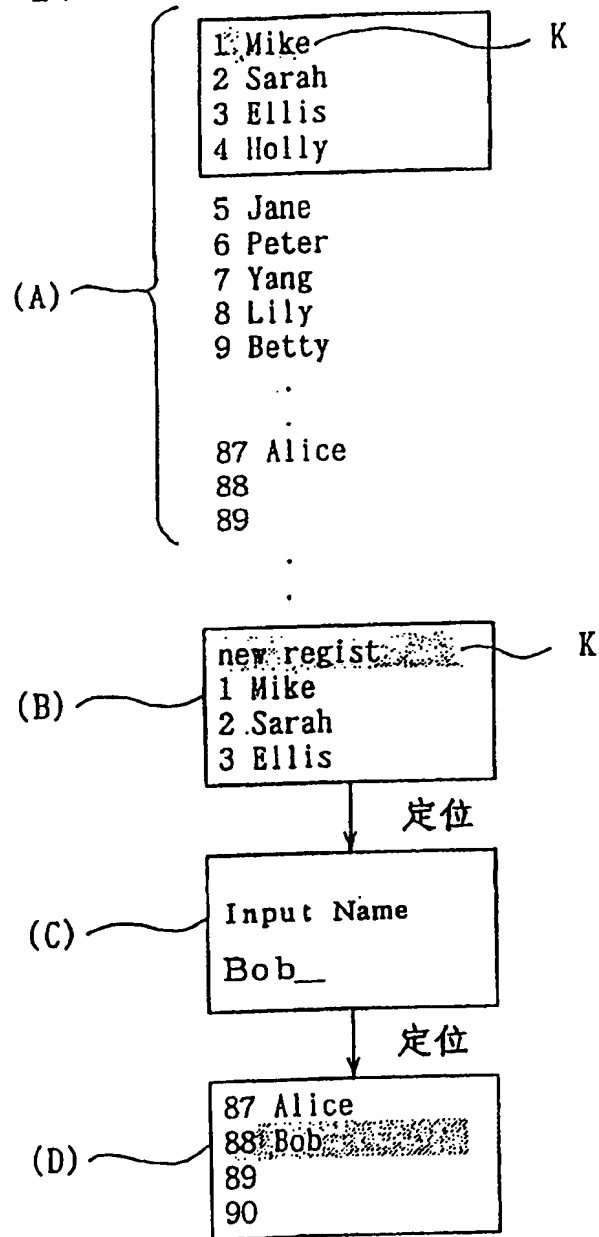 1 Mike K
2 Sarah
3 Ellis
4 Holly
5 Jane
6 Peter
(A) 7 Yang
8 Lily
9 Betty
.
.
87 Alice
88
89
.
.
new regist K
(B) 1 Mike
2 Sarah
3 Ellis
定位
Input Name
(C)
Bob_
定位
87 Alice
88 Bob
(D) 89
90